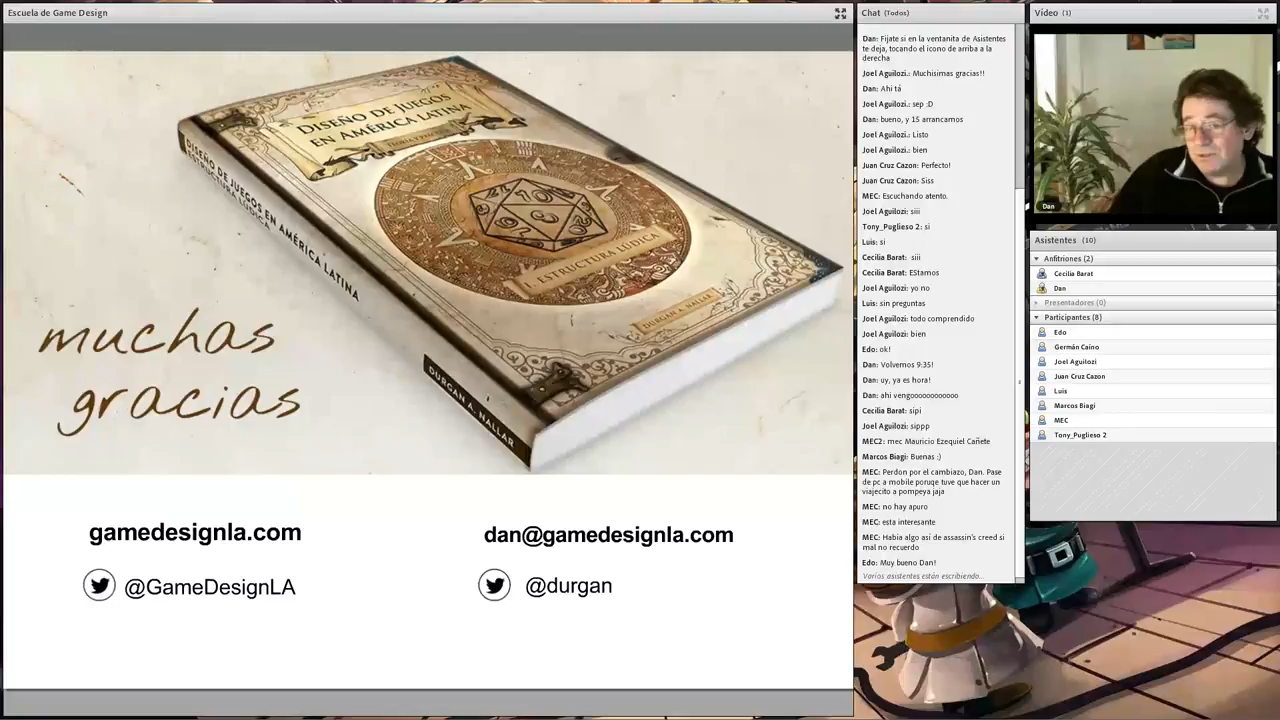 Escuela de Game Design
DISEÑO DE JUEGOS
EN AMÉRICA LATINA
I. ESTRUCTURA LÚDICA
DURGAN A. NALLAR
DISEÑO DE JUEGOS EN AMÉRICA LATINA
ESTRUCTURA LÚDICA
DURGAN A. NALLAR
muchas
gracias
gamedesignla.com
@GameDesignLA
dan@gamedesignla.com
@durgan
Chat (Todos)
Dan: Fijate si en la ventanita de Asistentes
te deja, tocando el icono de arriba a la
derecha
Joel Aguilozi.: Muchisimas gracias!!
Dan: Ahi tá
Joel Aguilozi.: sep :D
Dan: bueno, y 15 arrancamos
Joel Aguilozi.: Listo
Joel Aguilozi.: bien
Juan Cruz Cazon: Perfecto!
Juan Cruz Cazon: Siss
MEC: Escuchando atento.
Joel Aguilozi: siii
Tony_Puglieso 2: si
Luis: si
Cecilia Barat: siii
Cecilia Barat: EStamos
Joel Aguilozi: yo no
Luis: sin preguntas
Joel Aguilozi: todo comprendido
Joel Aguilozi: bien
Edo: ok!
Dan: Volvemos 9:35!
Dan: uy, ya es hora!
Dan: ahi vengooooooooooo
Cecilia Barat: sipi
Joel Aguilozi: sippp
MEC2: mec Mauricio Ezequiel Cañete
Marcos Biagi: Buenas :)
MEC: Perdon por el cambiazo, Dan. Pase
de pc a mobile poruqe tuve que hacer un
viajecito a pompeya jaja
MEC: no hay apuro
MEC: esta interesante
MEC: Habia algo así de assassin's creed si
mal no recuerdo
Edo: Muy bueno Dan!
Varios asistentes están escribiendo...
Vídeo (1)
Dan
Asistentes (10)
Anfitriones (2)
Cecilia Barat
Dan
Presentadores (0)
Participantes (8)
Edo
Germán Caíno
Joel Aguilozi
Juan Cruz Cazon
Luis
Marcos Biagi
MEC
Tony_Puglieso 2